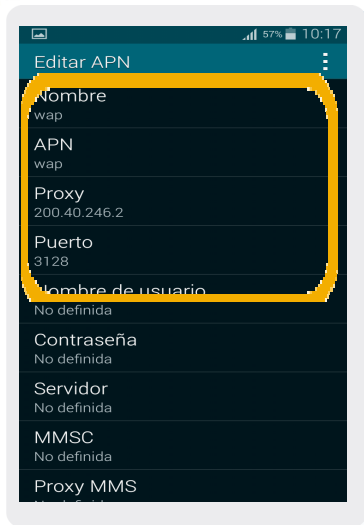 57% 10:17
Editar APN
Nombre
wap
APN
wap
Proxy
200.40.246.2
Puerto
3128
Nombre de usuario
No definida
Contraseña
No definida
Servidor
No definida
MMSC
No definida
Proxy MMS